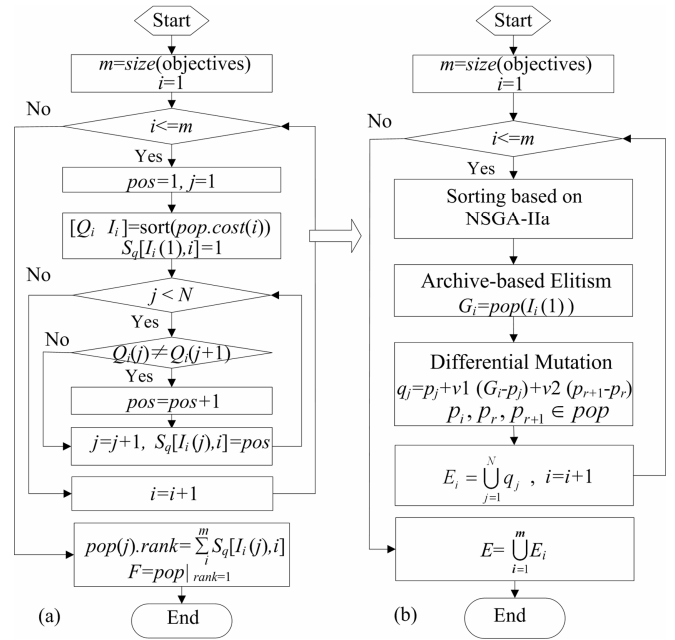 Start
m=size(objectives)
i=1
No
i<=m
Yes
pos=1, j=1
[Qi Ii]=sort(pop.cost(i))
Sq[Ii(1),i]=1
j < N
No
Yes
No
Qi(j)≠Qi(j+1)
Yes
pos=pos+1
j=j+1, Sq[Ii(j),i]=pos
i=i+1
pop(j).rank=∑ᵢᵐ Sq[Ii(j),i]
F=pop|rank=1
(a)
End
Start
m=size(objectives)
i=1
No
i<=m
Yes
Sorting based on
NSGA-IIa
Archive-based Elitism
Gi=pop(Ii(1))
Differential Mutation
qj=pj+v1 (Gi-pj)+v2 (pr+1-pr)
pi, pr, pr+1 ∈ pop
Ei = ⋃ⱼ₌₁ᴺ qj , i=i+1
E= ⋃ᵢ₌₁ᵐ Ei
(b)
End